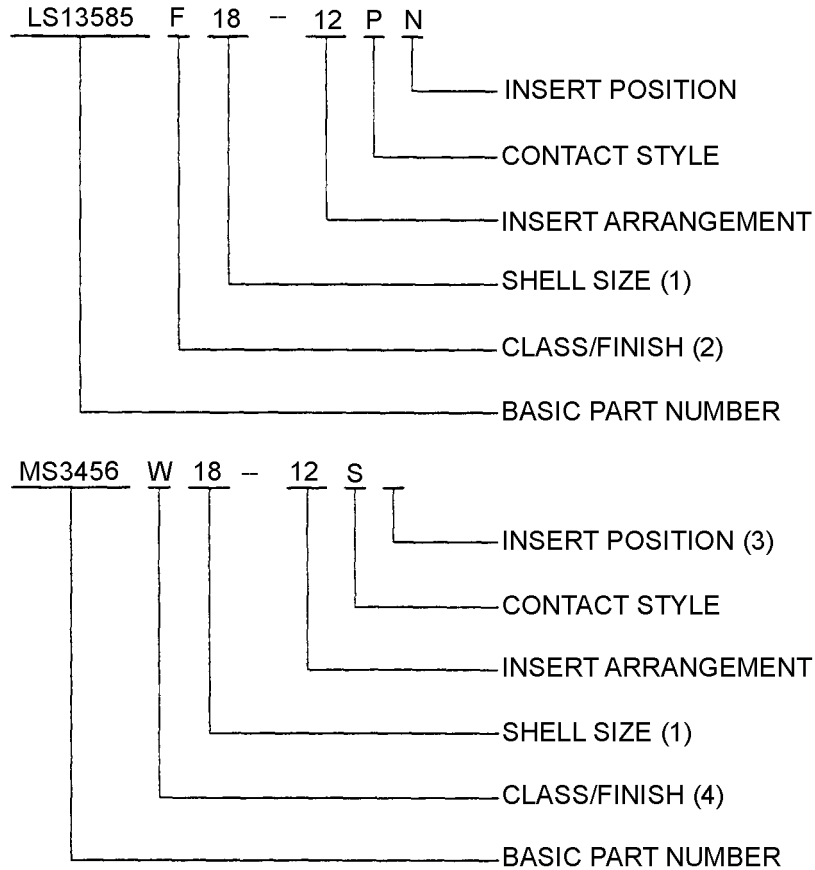 LS13585 F 18 -- 12 P N
INSERT POSITION
CONTACT STYLE
INSERT ARRANGEMENT
SHELL SIZE (1)
CLASS/FINISH (2)
BASIC PART NUMBER
MS3456 W 18 -- 12 S
INSERT POSITION (3)
CONTACT STYLE
INSERT ARRANGEMENT
SHELL SIZE (1)
CLASS/FINISH (4)
BASIC PART NUMBER